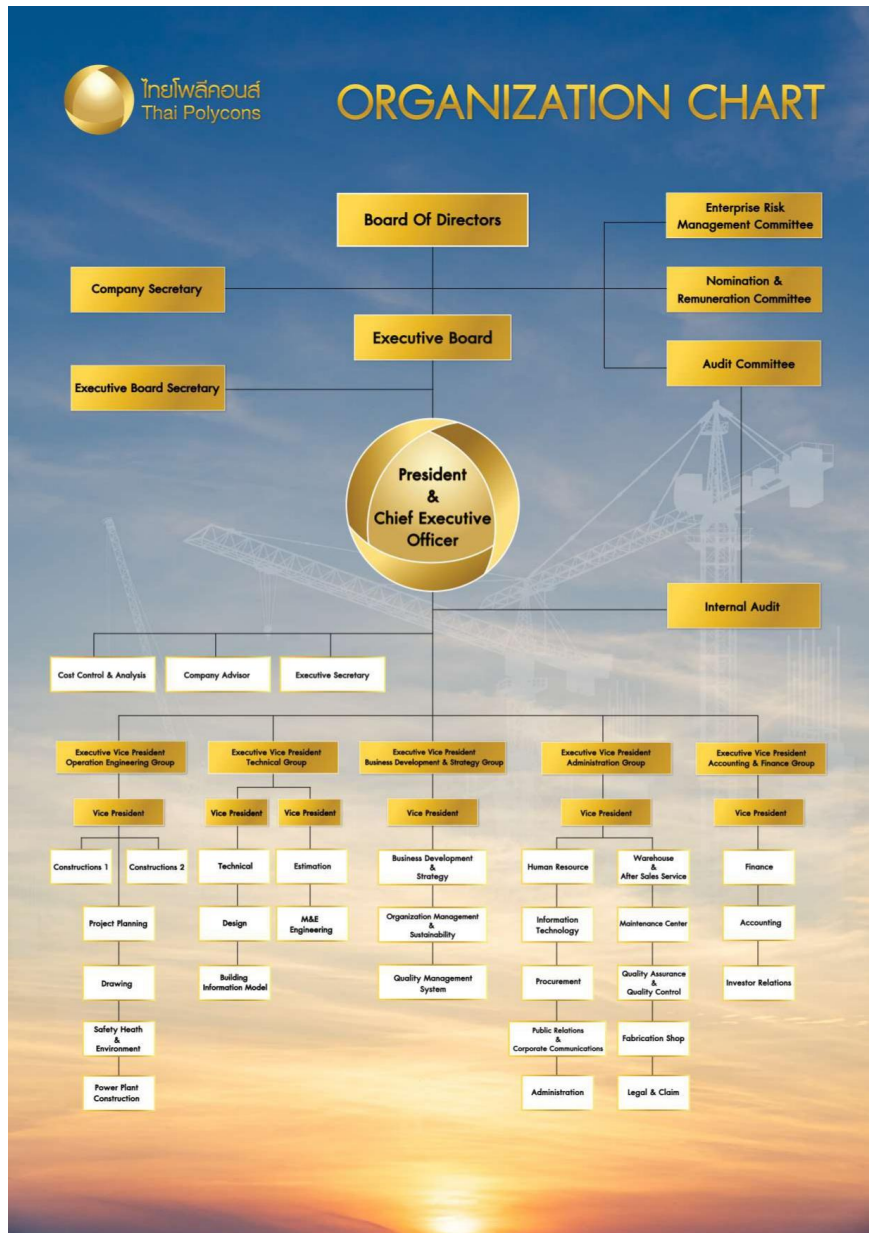 ไทยโพลีคอนส์
Thai Polycons
ORGANIZATION CHART
Board Of Directors
Enterprise Risk
Management Committee
Company Secretary
Nomination &
Remuneration Committee
Executive Board
Audit Committee
Executive Board Secretary
President
&
Chief Executive
Officer
Internal Audit
Cost Control & Analysis
Company Advisor
Executive Secretary
Executive Vice President
Operation Engineering Group
Executive Vice President
Technical Group
Executive Vice President
Business Development & Strategy Group
Executive Vice President
Administration Group
Executive Vice President
Accounting & Finance Group
Vice President
Vice President
Vice President
Vice President
Vice President
Vice President
Constructions 1
Constructions 2
Technical
Estimation
Business Development
&
Strategy
Human Resource
Warehouse
&
After Sales Service
Finance
Project Planning
Design
M&E
Engineering
Organization Management
&
Sustainability
Information
Technology
Maintenance Center
Accounting
Drawing
Building
Information Model
Quality Management
System
Procurement
Quality Assurance
&
Quality Control
Investor Relations
Safety Heath
&
Environment
Public Relations
&
Corporate Communications
Fabrication Shop
Power Plant
Construction
Administration
Legal & Claim